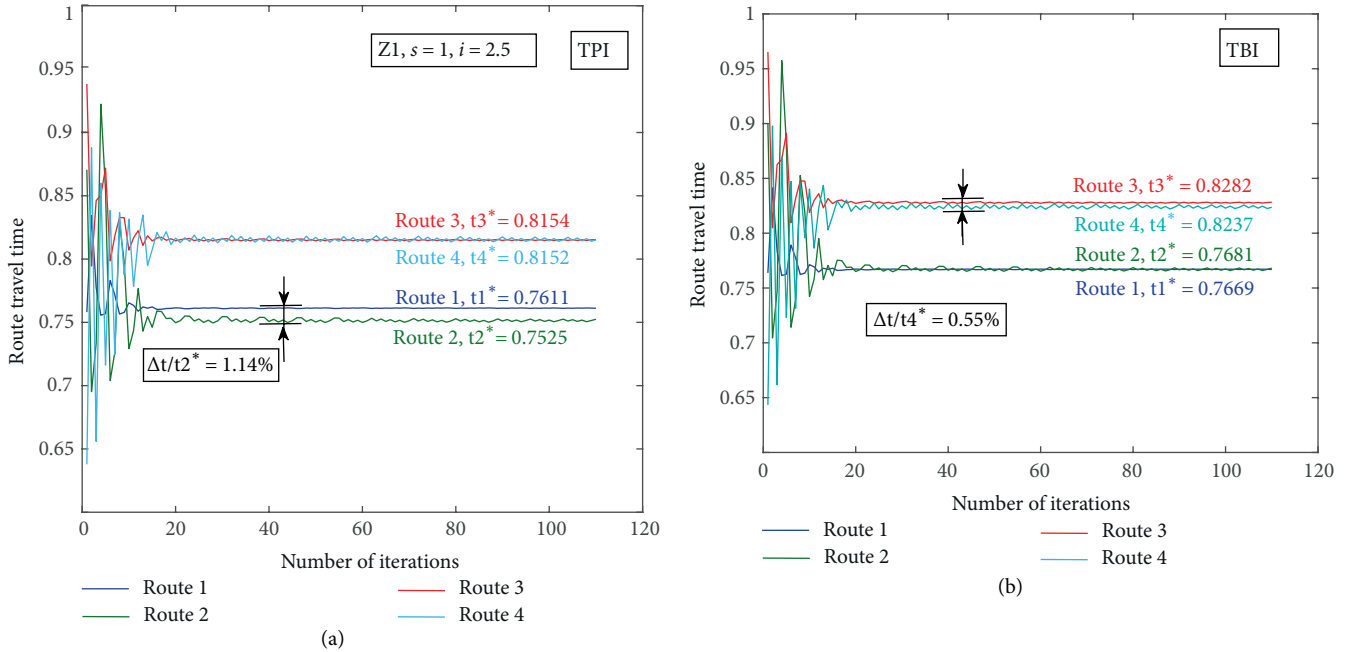 1
0.95
0.9
0.85
0.8
0.75
0.7
0.65
Route travel time
Z1, s = 1, i = 2.5
TPI
Route 3, t3* = 0.8154
Route 4, t4* = 0.8152
Route 1, t1* = 0.7611
Route 2, t2* = 0.7525
Δt/t2* = 1.14%
0 20 40 60 80 100 120
Number of iterations
Route 1 Route 3
Route 2 Route 4
(a)
1
0.95
0.9
0.85
0.8
0.75
0.7
0.65
Route travel time
TBI
Route 3, t3* = 0.8282
Route 4, t4* = 0.8237
Route 2, t2* = 0.7681
Route 1, t1* = 0.7669
Δt/t4* = 0.55%
0 20 40 60 80 100 120
Number of iterations
Route 1 Route 3
Route 2 Route 4
(b)